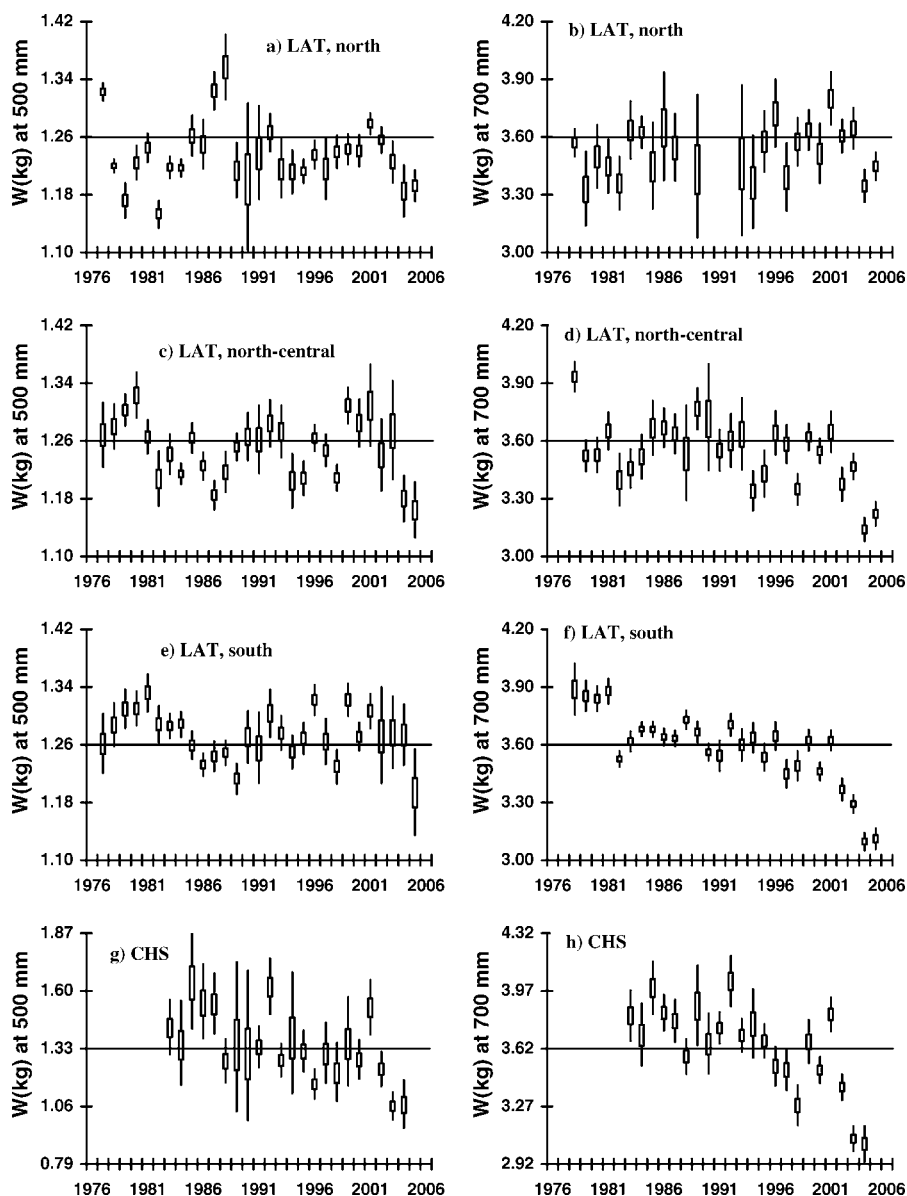 a) LAT, north
W(kg) at 500 mm
1.42
1.34
1.26
1.18
1.10
1976 1981 1986 1991 1996 2001 2006
b) LAT, north
W(kg) at 700 mm
4.20
3.90
3.60
3.30
3.00
1976 1981 1986 1991 1996 2001 2006
c) LAT, north-central
W(kg) at 500 mm
1.42
1.34
1.26
1.18
1.10
1976 1981 1986 1991 1996 2001 2006
d) LAT, north-central
W(kg) at 700 mm
4.20
3.90
3.60
3.30
3.00
1976 1981 1986 1991 1996 2001 2006
e) LAT, south
W(kg) at 500 mm
1.42
1.34
1.26
1.18
1.10
1976 1981 1986 1991 1996 2001 2006
f) LAT, south
W(kg) at 700 mm
4.20
3.90
3.60
3.30
3.00
1976 1981 1986 1991 1996 2001 2006
g) CHS
W(kg) at 500 mm
1.87
1.60
1.33
1.06
0.79
1976 1981 1986 1991 1996 2001 2006
h) CHS
W(kg) at 700 mm
4.32
3.97
3.62
3.27
2.92
1976 1981 1986 1991 1996 2001 2006